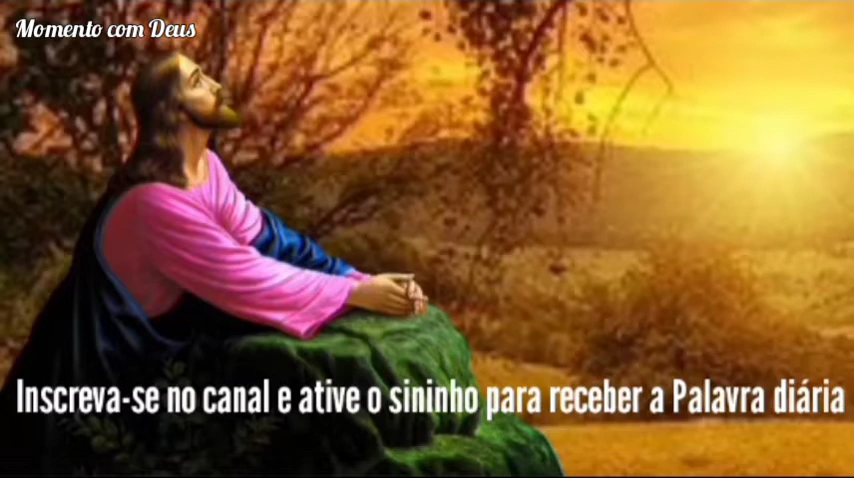 Momento com Deus
Inscreva-se no canal e ative o sininho para receber a Palavra diária